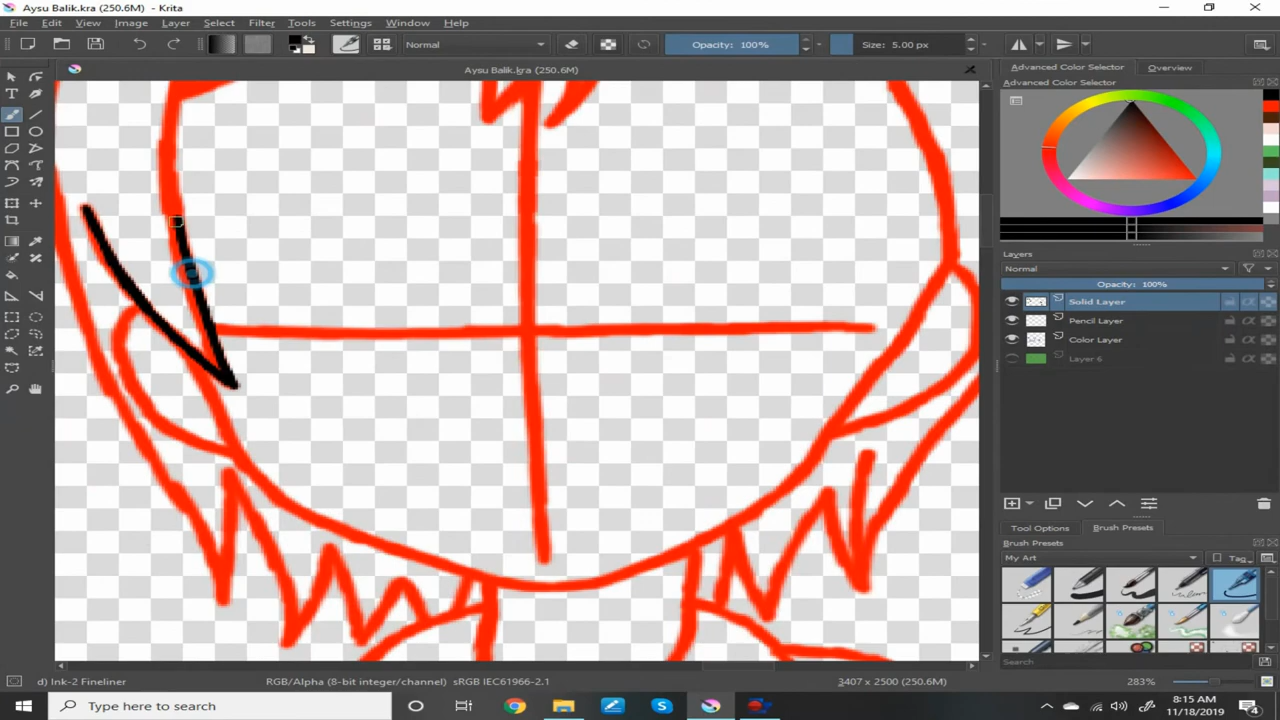 Aysu Balik.kra (250.6M) - Krita
File Edit View Image Layer Select Filter Tools Settings Window Help
Normal Opacity: 100% Size: 5.00 px
Aysu Balik.kra (250.6M)
Advanced Color Selector Overview
Advanced Color Selector
Layers
Normal
Opacity: 100%
Solid Layer
Pencil Layer
Color Layer
Layer 6
Tool Options Brush Presets
Brush Presets
My Art Tag
Search
d) Ink-2 Fineliner RGB/Alpha (8-bit integer/channel) sRGB IEC61966-2.1 3407 x 2500 (250.6M) 283%
Type here to search
8:15 AM
11/18/2019
4